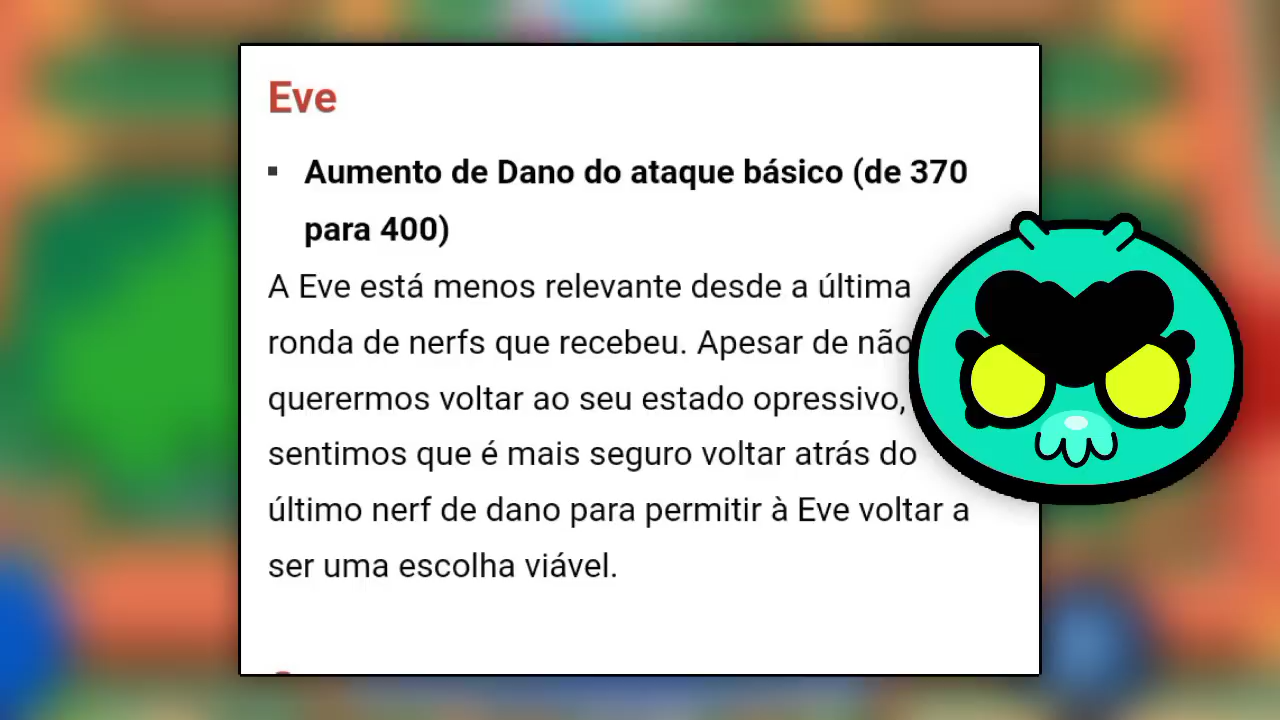 Eve
▪ Aumento de Dano do ataque básico (de 370
para 400)
A Eve está menos relevante desde a última
ronda de nerfs que recebeu. Apesar de não
querermos voltar ao seu estado opressivo,
sentimos que é mais seguro voltar atrás do
último nerf de dano para permitir à Eve voltar a
ser uma escolha viável.